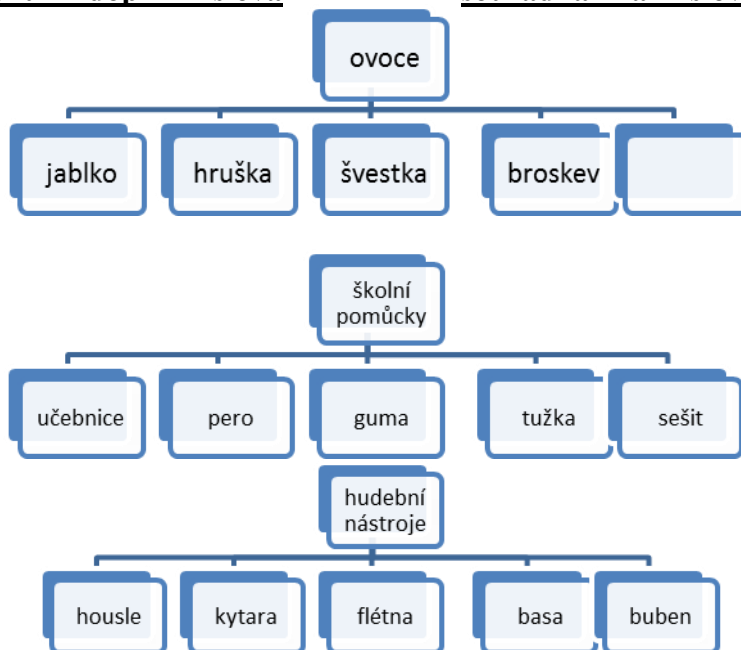 ovoce
jablko hruška švestka broskev
školní
pomůcky
učebnice pero guma tužka sešit
hudební
nástroje
housle kytara flétna basa buben